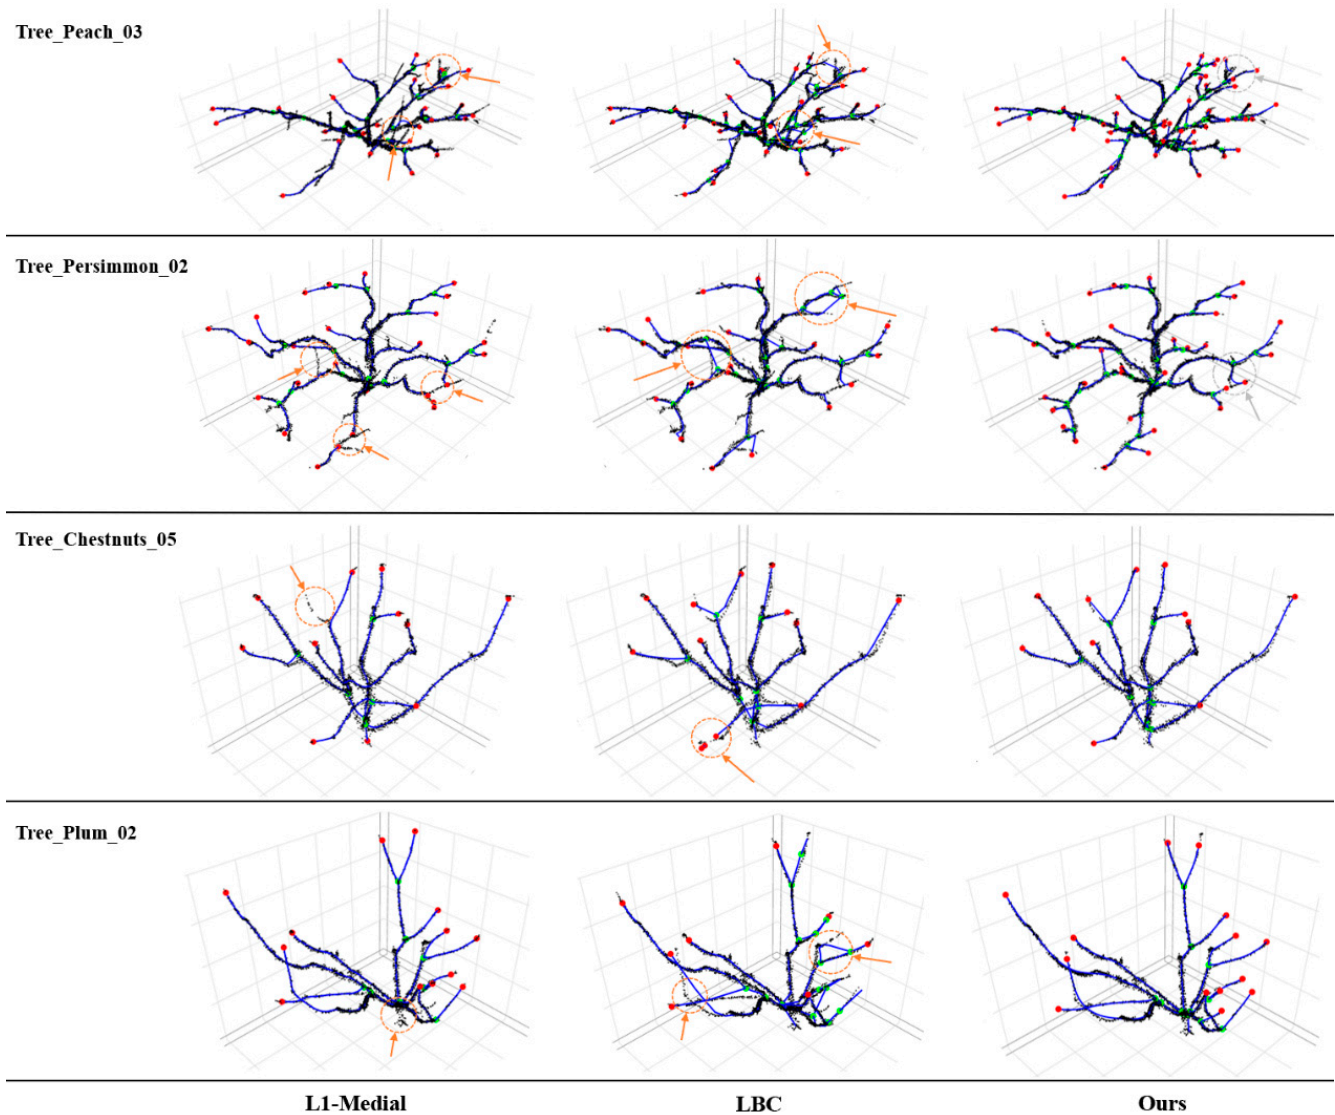 Tree_Peach_03
Tree_Persimmon_02
Tree_Chestnuts_05
Tree_Plum_02
L1-Medial LBC Ours